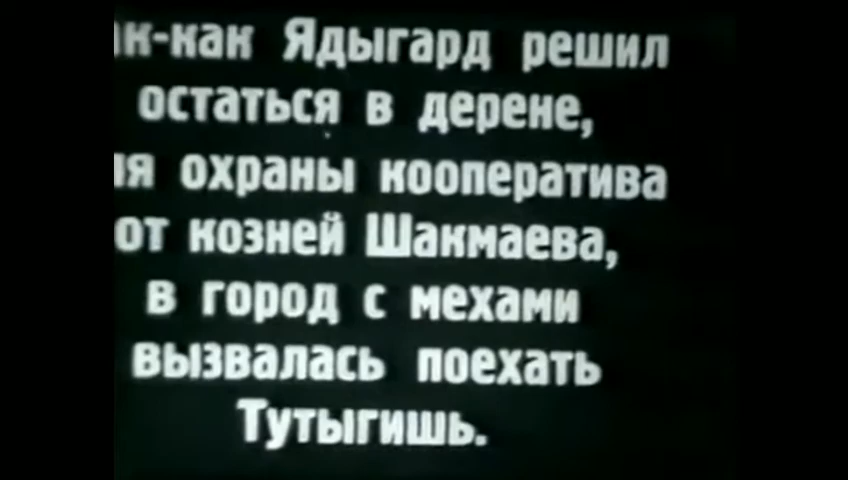 к-как Ядыгард решил
остаться в дерене,
я охраны кооператива
от козней Шакмаева,
в город с мехами
вызвалась поехать
Тутыгишь.